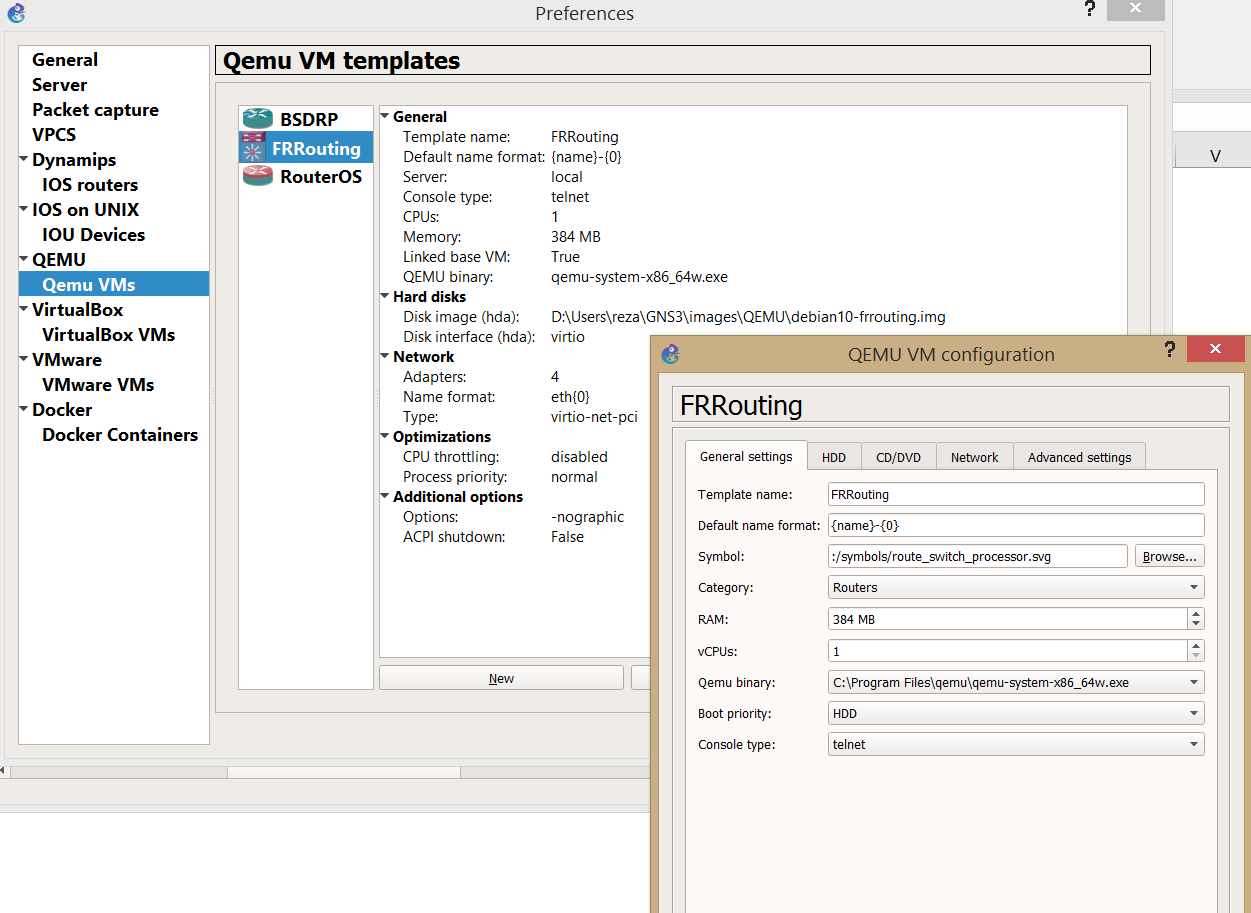 Preferences
?
General
Server
Packet capture
VPCS
Dynamips
IOS routers
IOS on UNIX
IOU Devices
QEMU
Qemu VMs
VirtualBox
VirtualBox VMs
VMware
VMware VMs
Docker
Docker Containers
Qemu VM templates
BSDRP
FRRouting
RouterOS
General
Template name: FRRouting
Default name format: {name}-{0}
Server: local
Console type: telnet
CPUs: 1
Memory: 384 MB
Linked base VM: True
QEMU binary: qemu-system-x86_64w.exe
Hard disks
Disk image (hda): D:\Users\reza\GNS3\images\QEMU\debian10-frrouting.img
Disk interface (hda): virtio
Network
Adapters: 4
Name format: eth{0}
Type: virtio-net-pci
Optimizations
CPU throttling: disabled
Process priority: normal
Additional options
Options: -nographic
ACPI shutdown: False
New
V
QEMU VM configuration
?
FRRouting
General settings HDD CD/DVD Network Advanced settings
Template name: FRRouting
Default name format: {name}-{0}
Symbol: :/symbols/route_switch_processor.svg Browse...
Category: Routers
RAM: 384 MB
vCPUs: 1
Qemu binary: C:\Program Files\qemu\qemu-system-x86_64w.exe
Boot priority: HDD
Console type: telnet